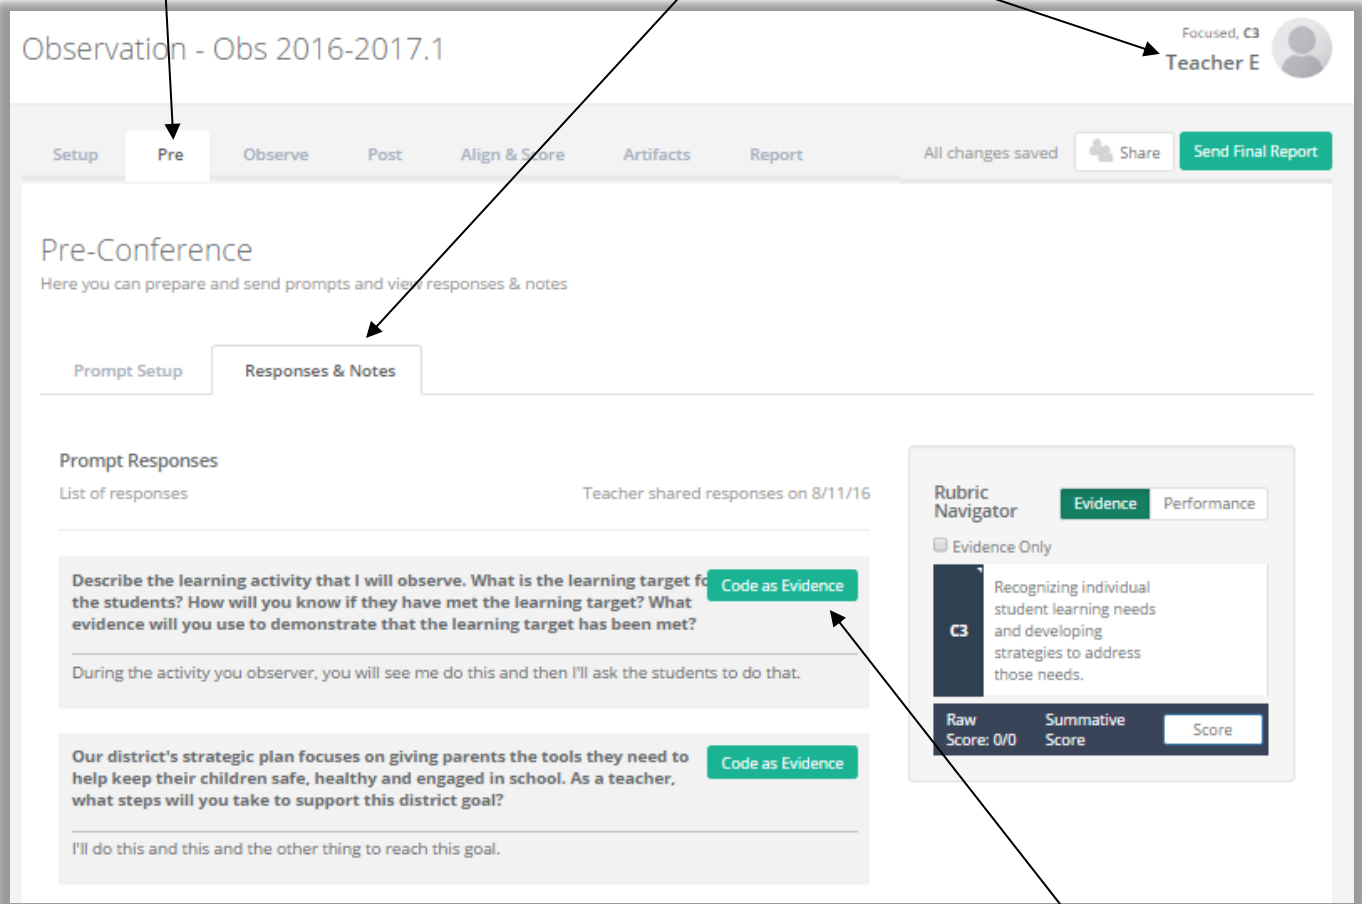 Observation - Obs 2016-2017.1
Focused, C3
Teacher E
Setup Pre Observe Post Align & Score Artifacts Report All changes saved Share Send Final Report
Pre-Conference
Here you can prepare and send prompts and view responses & notes
Prompt Setup Responses & Notes
Prompt Responses
List of responses Teacher shared responses on 8/11/16
Describe the learning activity that I will observe. What is the learning target
the students? How will you know if they have met the learning target? What
evidence will you use to demonstrate that the learning target has been met?
Code as Evidence
During the activity you observer, you will see me do this and then I'll ask the students to do that.
Our district's strategic plan focuses on giving parents the tools they need to
help keep their children safe, healthy and engaged in school. As a teacher,
what steps will you take to support this district goal?
Code as Evidence
I'll do this and this and the other thing to reach this goal.
Rubric
Navigator
Evidence Performance
Evidence Only
C3
Recognizing individual
student learning needs
and developing
strategies to address
those needs.
Raw
Score: 0/0
Summative
Score
Score